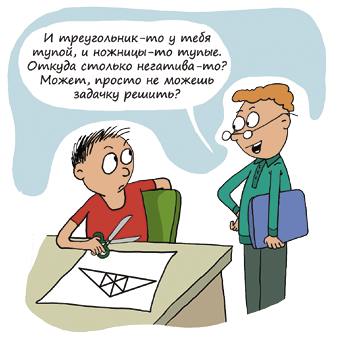 И треугольник-то у тебя
тупой, и ножницы-то тупые.
Откуда столько негатива-то?
Может, просто не можешь
задачку решить?